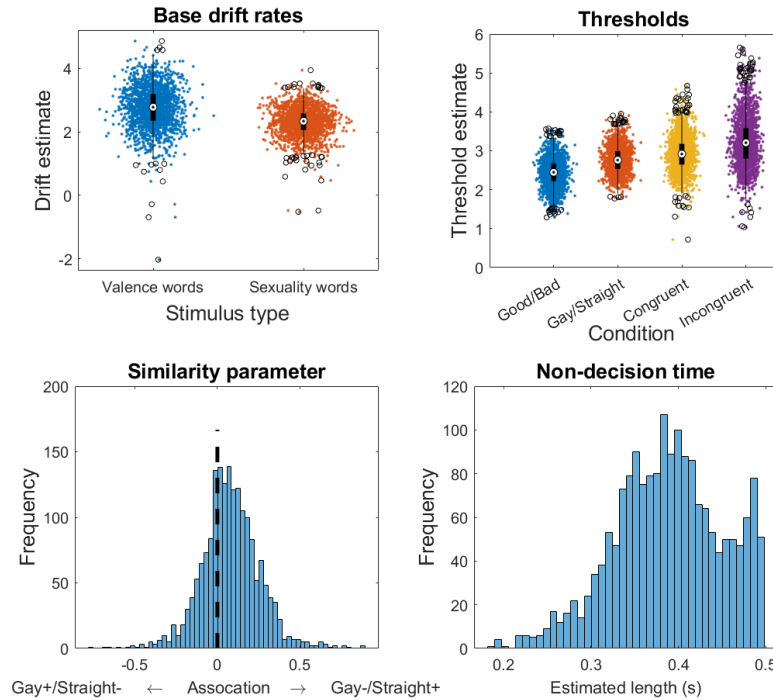 Base drift rates
Drift estimate
4
2
0
-2
Valence words
Sexuality words
Stimulus type
Thresholds
Threshold estimate
6
5
4
3
2
1
0
Good/Bad
Gay/Straight
Congruent
Incongruent
Condition
Similarity parameter
Frequency
200
150
100
50
0
-0.5
0
0.5
Gay+/Straight- ← Assocation → Gay-/Straight+
Non-decision time
Frequency
120
100
80
60
40
20
0
0.2
0.3
0.4
0.5
Estimated length (s)